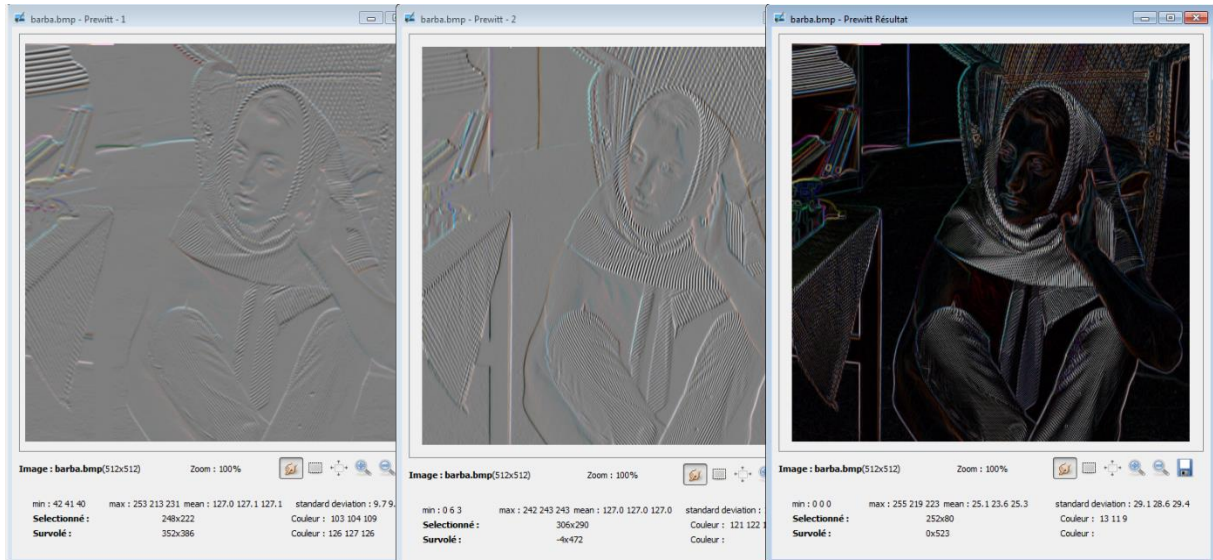 barba.bmp - Prewitt - 1
Image : barba.bmp(512x512) Zoom : 100%
min : 42 41 40 max : 253 213 231 mean : 127.0 127.1 127.1 standard deviation : 9.7 9.
Selectionné : 248x222 Couleur : 103 104 109
Survolé : 352x386 Couleur : 126 127 126
barba.bmp - Prewitt - 2
Image : barba.bmp(512x512) Zoom : 100%
min : 0 6 3 max : 242 243 243 mean : 127.0 127.0 127.0 standard deviation :
Selectionné : 306x290 Couleur : 121 122 1
Survolé : -4x472 Couleur :
barba.bmp - Prewitt Résultat
Image : barba.bmp(512x512) Zoom : 100%
min : 0 0 0 max : 255 219 223 mean : 25.1 23.6 25.3 standard deviation : 29.1 28.6 29.4
Selectionné : 252x80 Couleur : 13 11 9
Survolé : 0x523 Couleur :